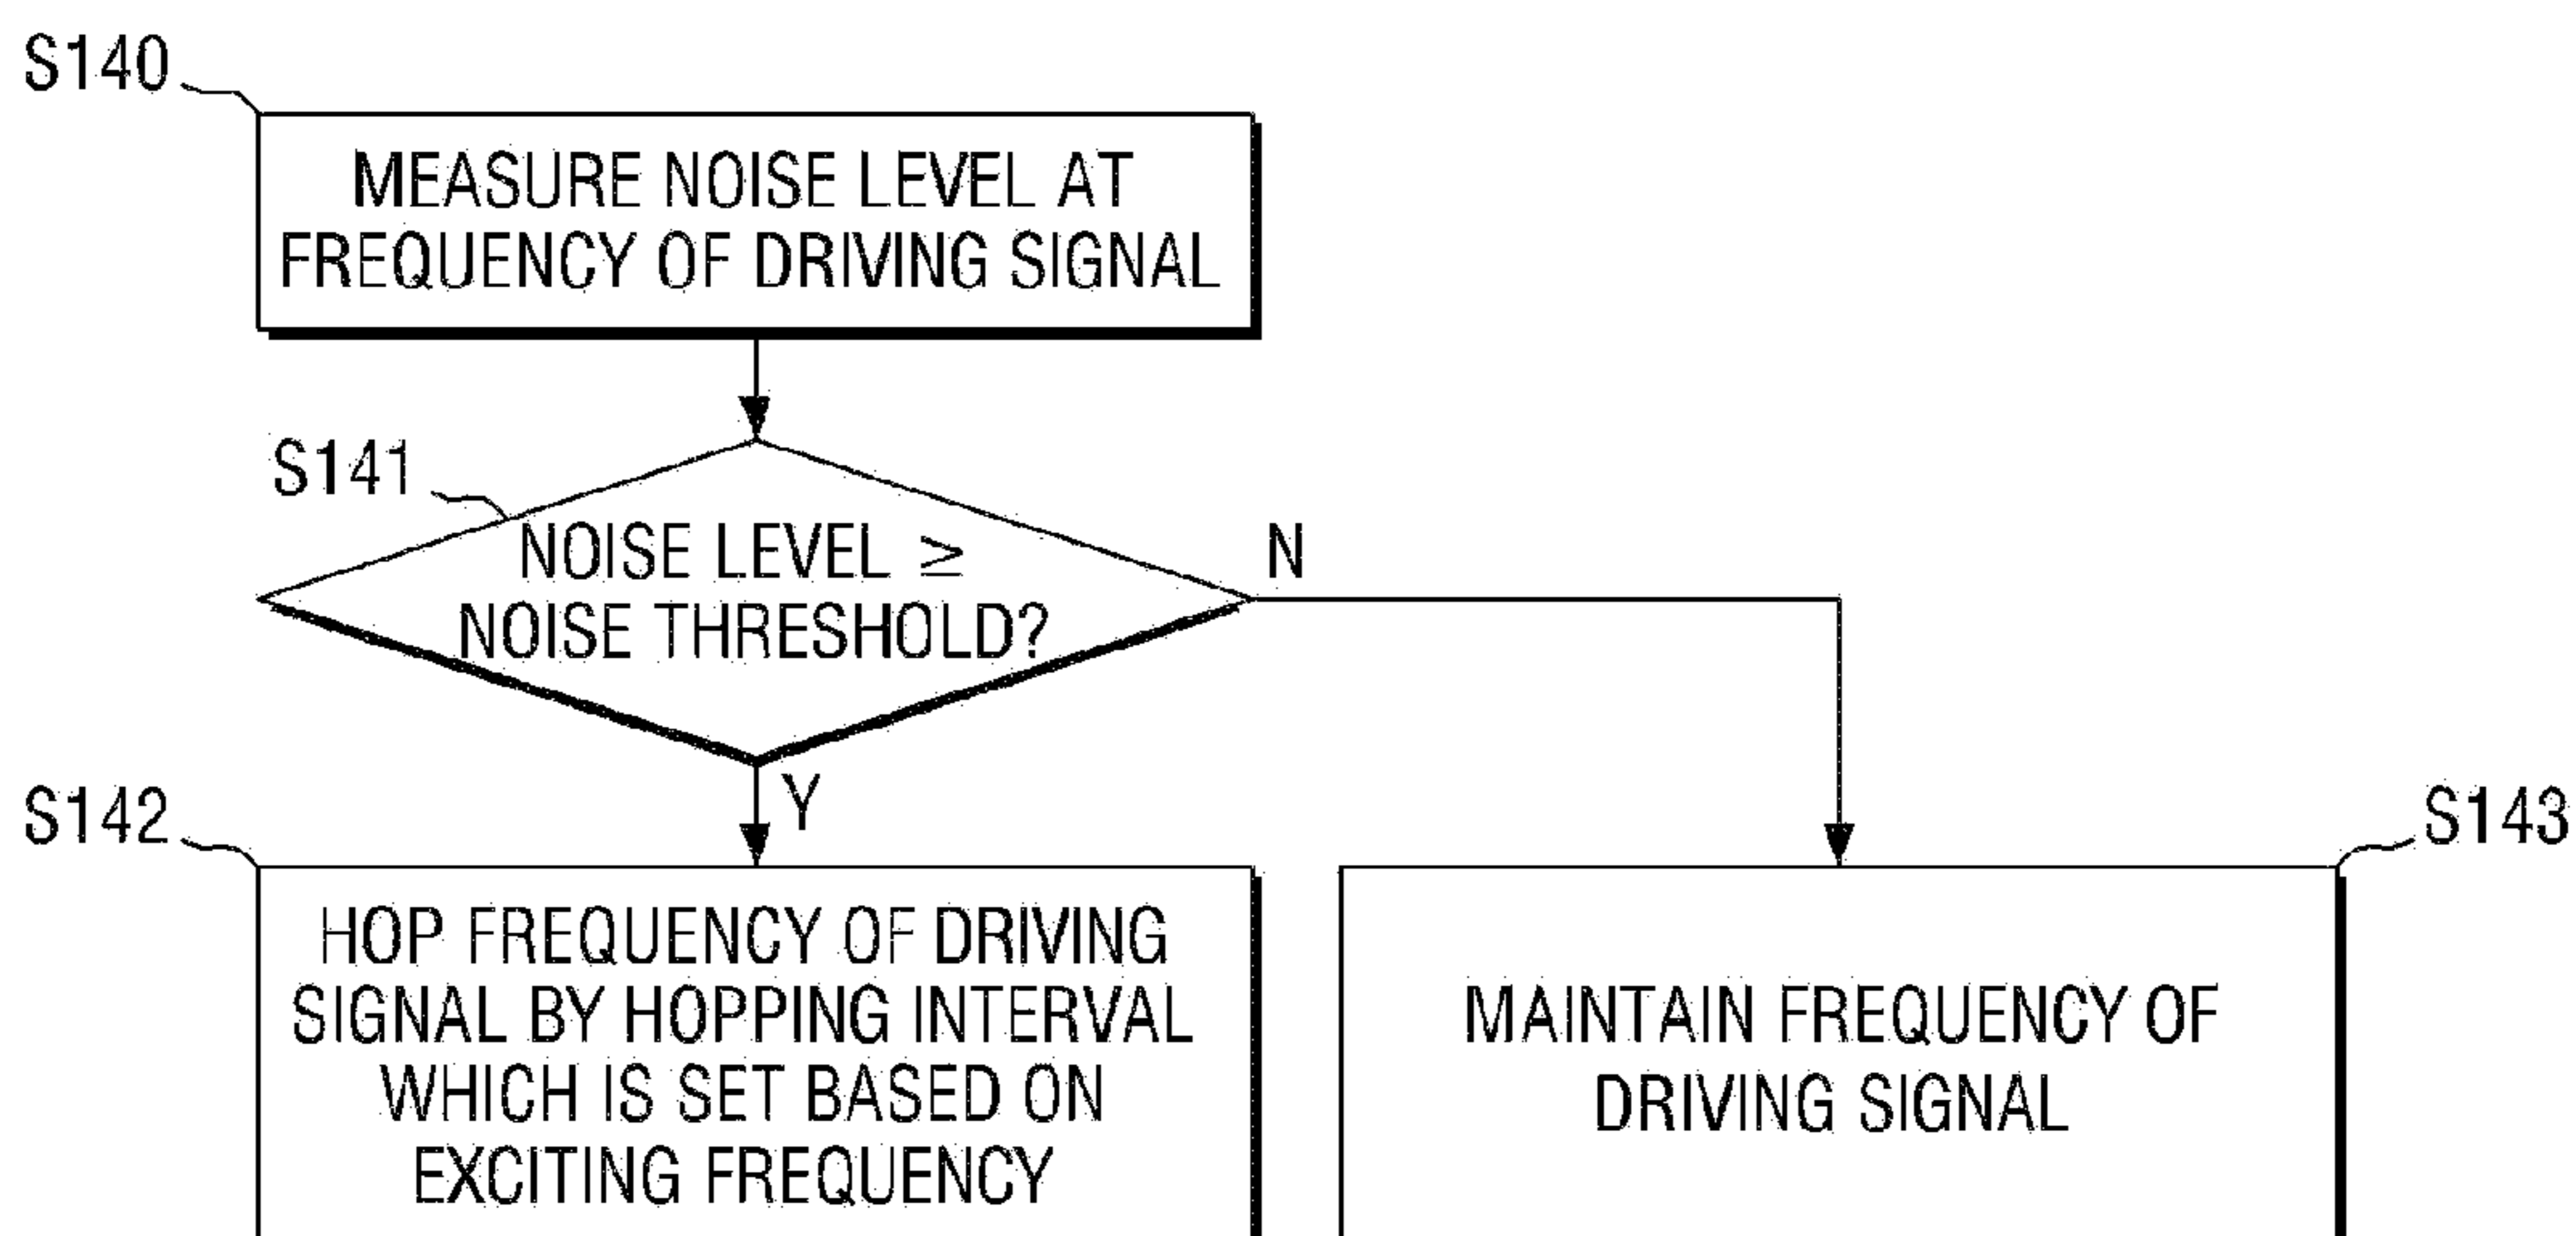 S140
MEASURE NOISE LEVEL AT
FREQUENCY OF DRIVING SIGNAL
S141
NOISE LEVEL ≥
NOISE THRESHOLD?
N
Y
S142
HOP FREQUENCY OF DRIVING
SIGNAL BY HOPPING INTERVAL
WHICH IS SET BASED ON
EXCITING FREQUENCY
S143
MAINTAIN FREQUENCY OF
DRIVING SIGNAL